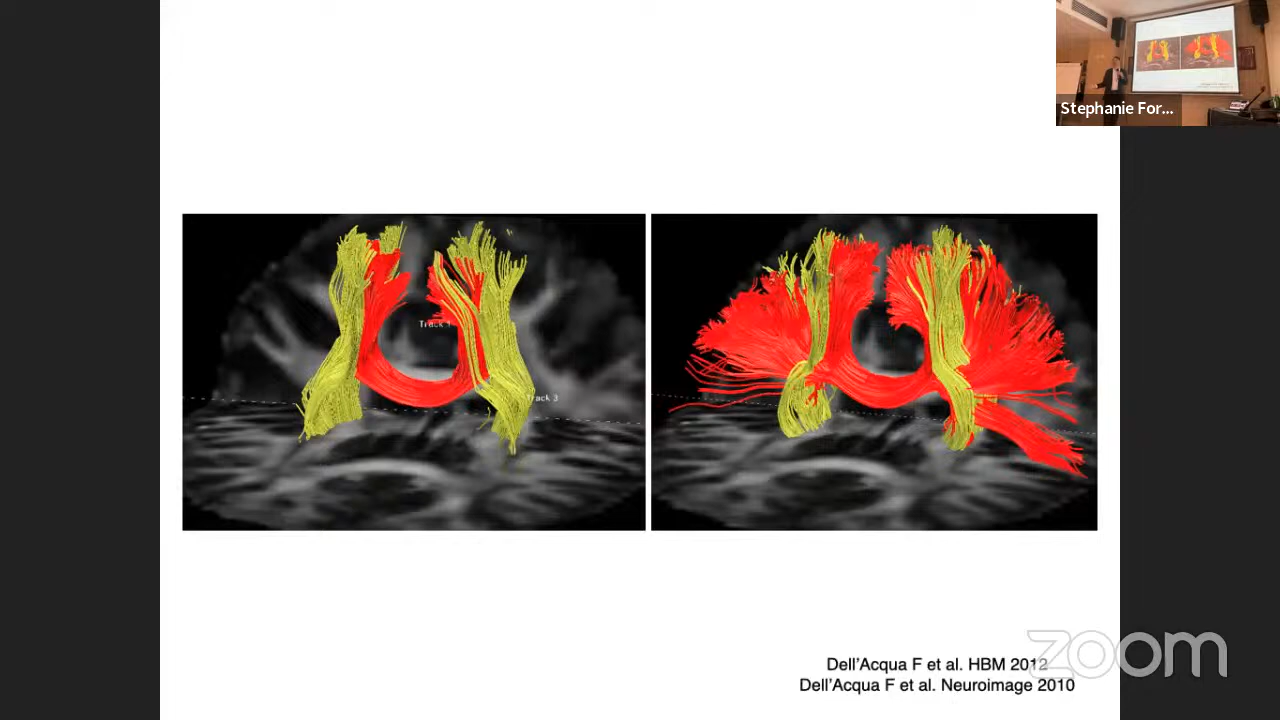 Stephanie For...
Track 1
Track 3
Dell'Acqua F et al. HBM 2012
Dell'Acqua F et al. Neuroimage 2010
zoom